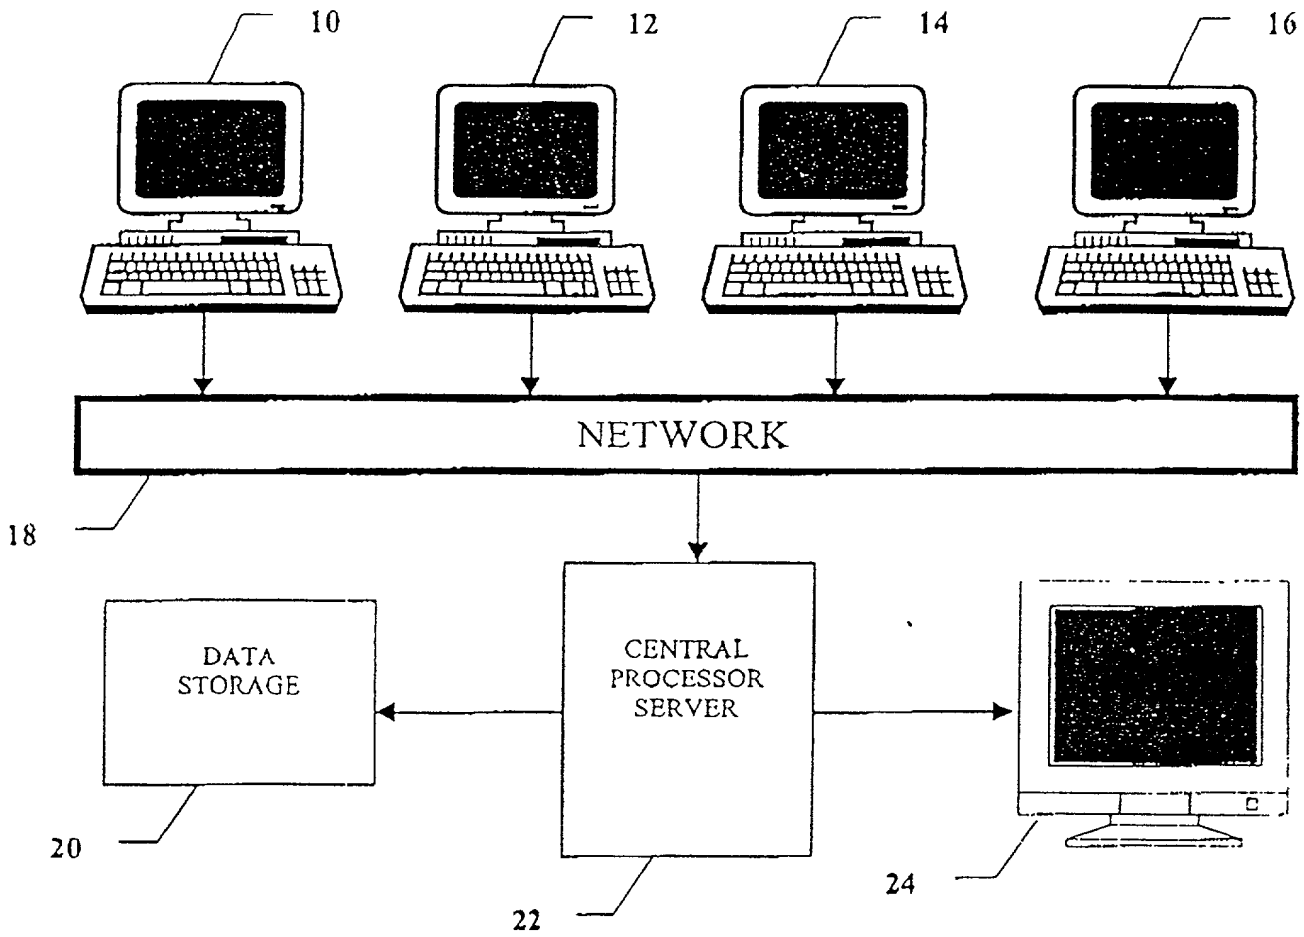 10
12
14
16
NETWORK
18
DATA
STORAGE
CENTRAL
PROCESSOR
SERVER
20
22
24